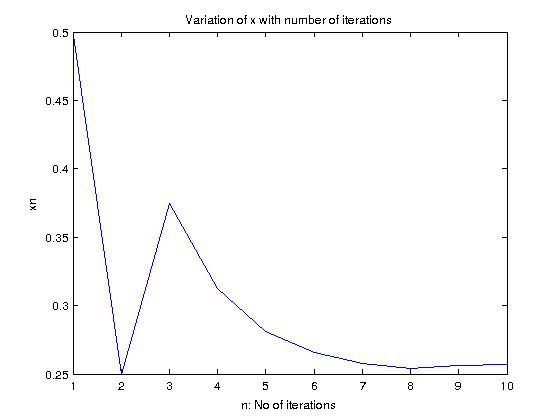 Variation of x with number of iterations
0.5
0.45
0.4
0.35
0.3
0.25
xn
1 2 3 4 5 6 7 8 9 10
n: No of iterations